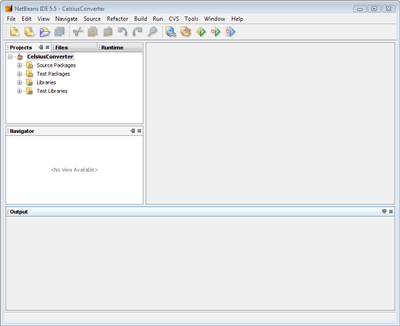 NetBeans IDE 5.5 - CelsiusConverter
File Edit View Navigate Source Refactor Build Run CVS Tools Window Help
Projects Files Runtime
CelsiusConverter
Source Packages
Test Packages
Libraries
Test Libraries
Navigator
<No View Available>
Output